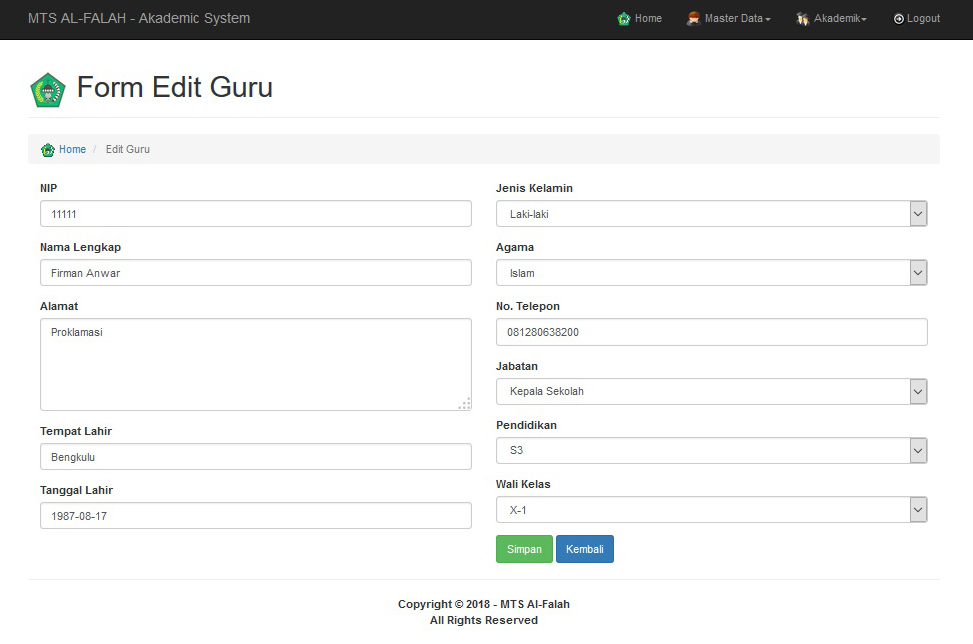 MTS AL-FALAH - Akademic System
Home
Master Data
Akademik
Logout
Form Edit Guru
Home / Edit Guru
NIP
11111
Nama Lengkap
Firman Anwar
Alamat
Proklamasi
Tempat Lahir
Bengkulu
Tanggal Lahir
1987-08-17
Jenis Kelamin
Laki-laki
Agama
Islam
No. Telepon
081280638200
Jabatan
Kepala Sekolah
Pendidikan
S3
Wali Kelas
X-1
Simpan
Kembali
Copyright © 2018 - MTS Al-Falah
All Rights Reserved